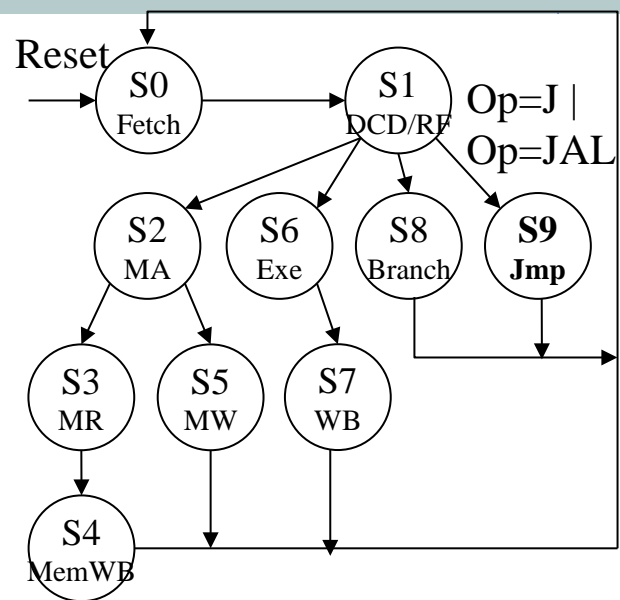 Reset
S0
Fetch
S1
DCD/RF
Op=J |
Op=JAL
S2
MA
S6
Exe
S8
Branch
S9
Jmp
S3
MR
S5
MW
S7
WB
S4
MemWB